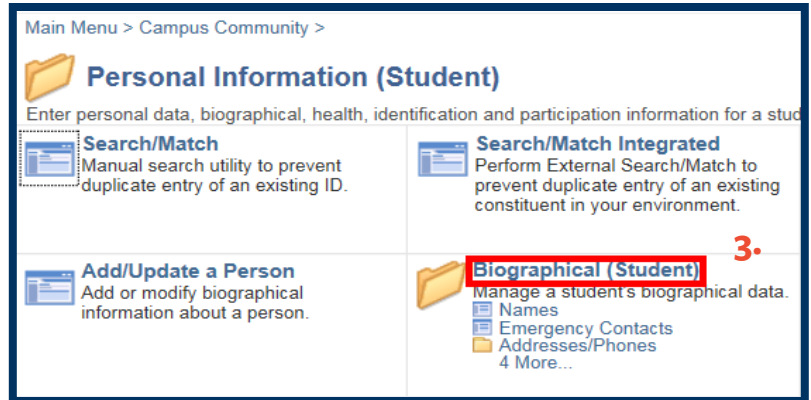 Main Menu > Campus Community >
Personal Information (Student)
Enter personal data, biographical, health, identification and participation information for a stud
Search/Match
Manual search utility to prevent
duplicate entry of an existing ID.
Search/Match Integrated
Perform External Search/Match to
prevent duplicate entry of an existing
constituent in your environment.
Add/Update a Person
Add or modify biographical
information about a person.
3.
Biographical (Student)
Manage a student's biographical data.
Names
Emergency Contacts
Addresses/Phones
4 More...